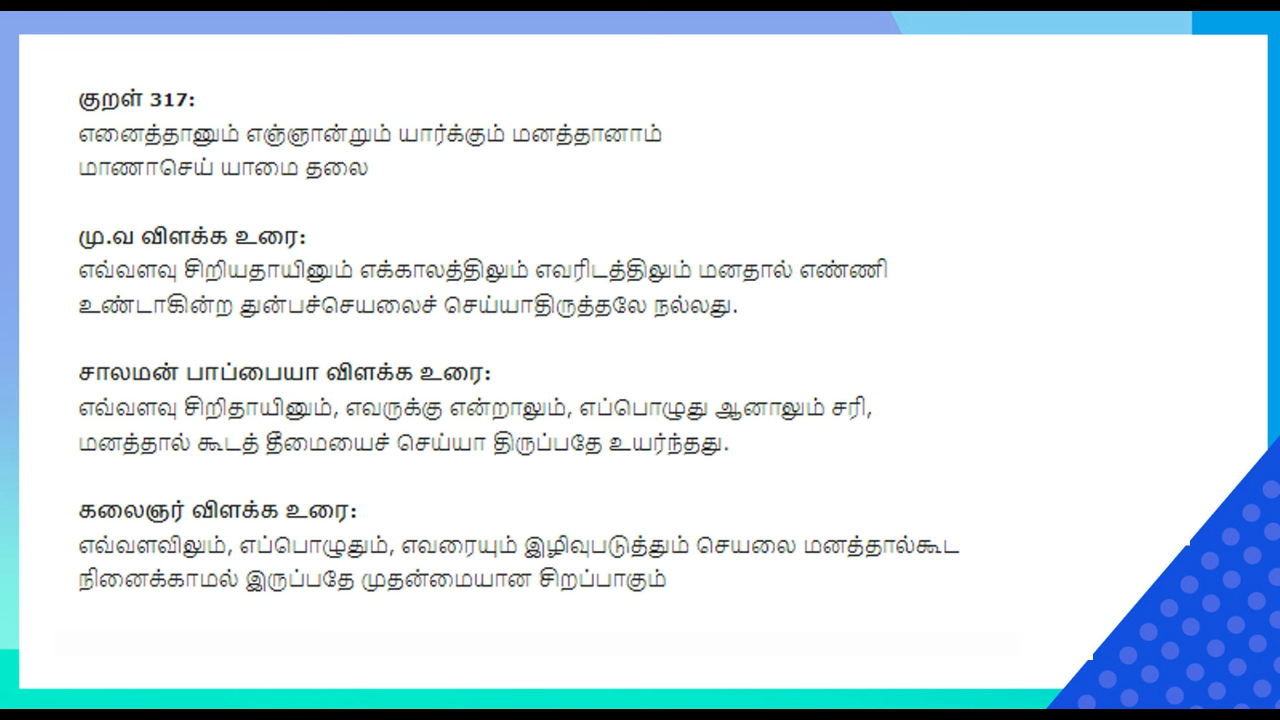 குறள் 317:
எனைத்தானும் எஞ்ஞான்றும் யார்க்கும் மனத்தானாம்
மாணாசெய் யாமை தலை
மு.வ விளக்க உரை:
எவ்வளவு சிறியதாயினும் எக்காலத்திலும் எவரிடத்திலும் மனதால் எண்ணி
உண்டாகின்ற துன்பச்செயலைச் செய்யாதிருத்தலே நல்லது.
சாலமன் பாப்பையா விளக்க உரை:
எவ்வளவு சிறிதாயினும், எவருக்கு என்றாலும், எப்பொழுது ஆனாலும் சரி,
மனத்தால் கூடத் தீமையைச் செய்யா திருப்பதே உயர்ந்தது.
கலைஞர் விளக்க உரை:
எவ்வளவிலும், எப்பொழுதும், எவரையும் இழிவுபடுத்தும் செயலை மனத்தால்கூட
நினைக்காமல் இருப்பதே முதன்மையான சிறப்பாகும்